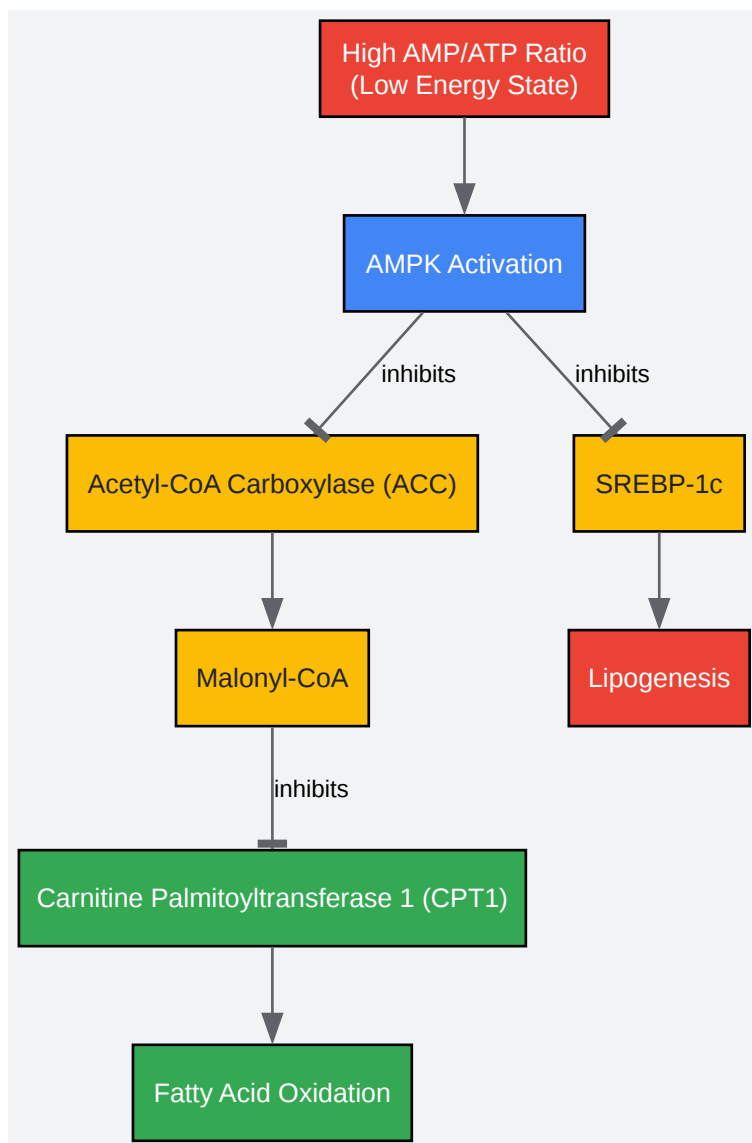 High AMP/ATP Ratio
(Low Energy State)
AMPK Activation
inhibits
inhibits
Acetyl-CoA Carboxylase (ACC)
SREBP-1c
Malonyl-CoA
Lipogenesis
inhibits
Carnitine Palmitoyltransferase 1 (CPT1)
Fatty Acid Oxidation